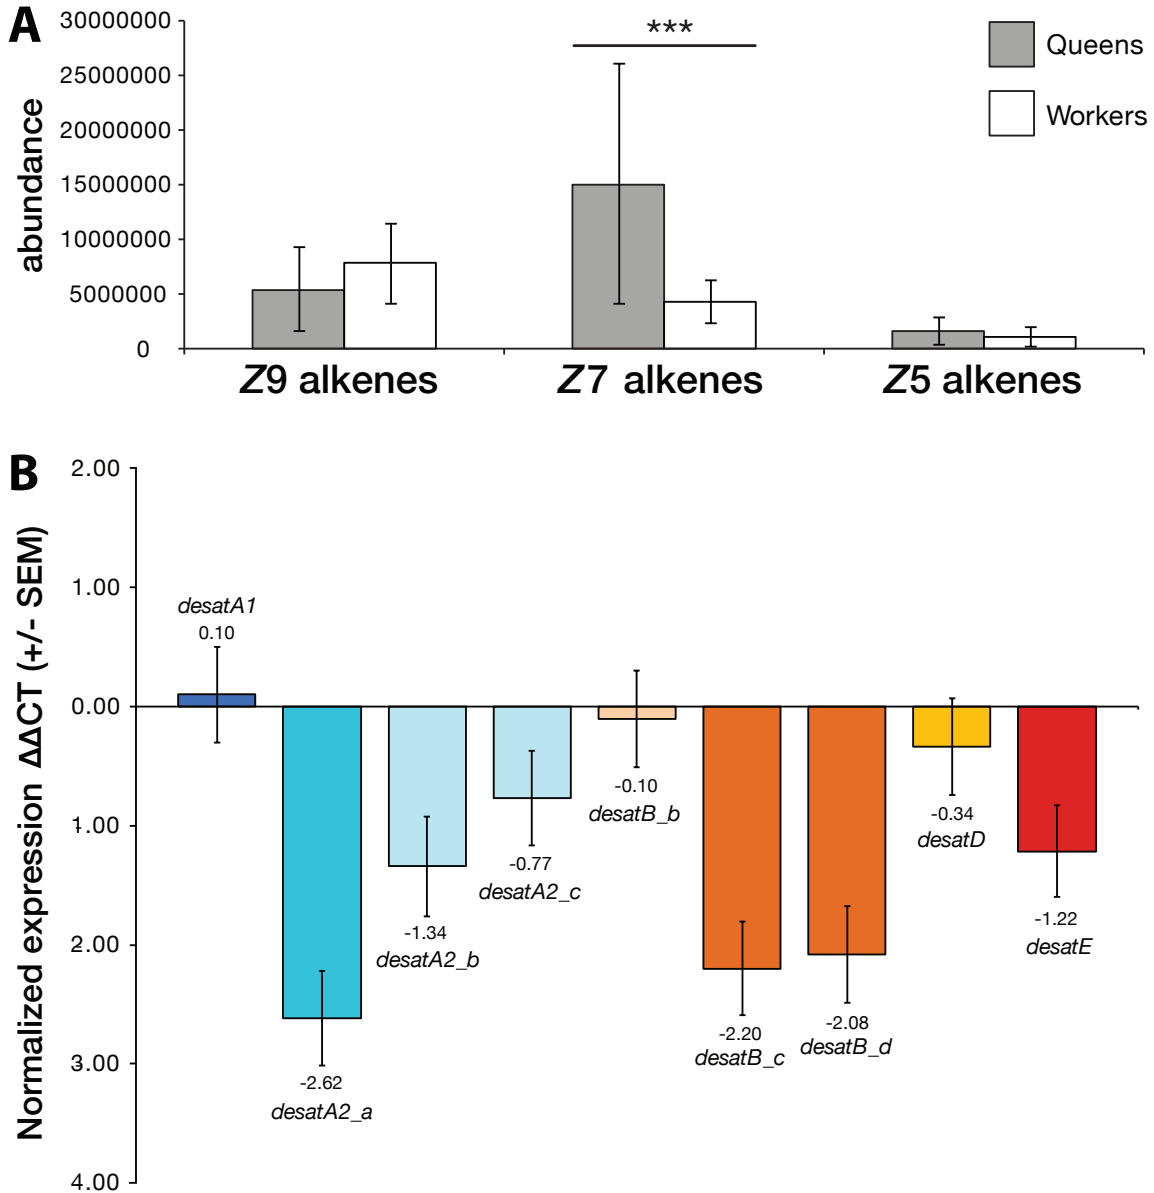 A
abundance
30000000
25000000
20000000
15000000
10000000
5000000
0
***
Queens
Workers
Z9 alkenes
Z7 alkenes
Z5 alkenes
B
Normalized expression ΔΔCT (+/- SEM)
2.00
1.00
0.00
1.00
2.00
3.00
4.00
desatA1
0.10
-2.62
desatA2_a
-1.34
desatA2_b
-0.77
desatA2_c
-0.10
desatB_b
-2.20
desatB_c
-2.08
desatB_d
-0.34
desatD
-1.22
desatE